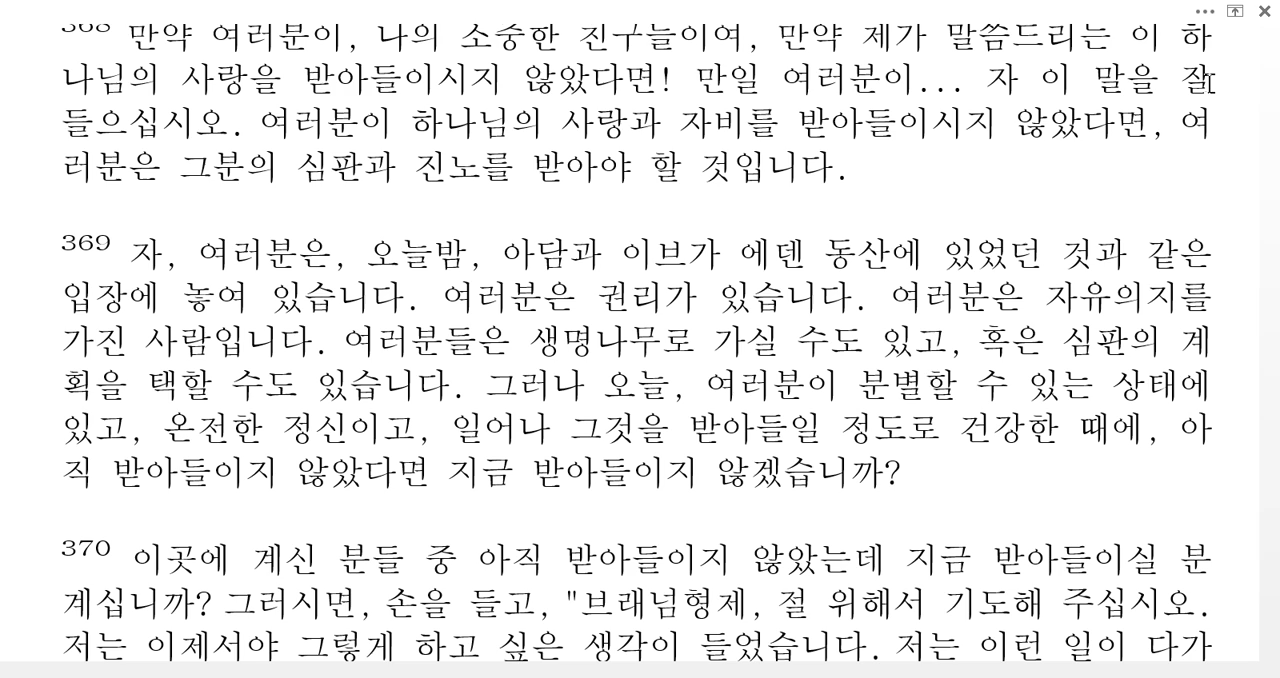 368 만약 여러분이, 나의 소중한 친구들이여, 만약 제가 말씀드리는 이 하
나님의 사랑을 받아들이시지 않았다면! 만일 여러분이... 자 이 말을 잘
들으십시오. 여러분이 하나님의 사랑과 자비를 받아들이시지 않았다면, 여
러분은 그분의 심판과 진노를 받아야 할 것입니다.
369 자, 여러분은, 오늘밤, 아담과 이브가 에덴 동산에 있었던 것과 같은
입장에 놓여 있습니다. 여러분은 권리가 있습니다. 여러분은 자유의지를
가진 사람입니다. 여러분들은 생명나무로 가실 수도 있고, 혹은 심판의 계
획을 택할 수도 있습니다. 그러나 오늘, 여러분이 분별할 수 있는 상태에
있고, 온전한 정신이고, 일어나 그것을 받아들일 정도로 건강한 때에, 아
직 받아들이지 않았다면 지금 받아들이지 않겠습니까?
370 이곳에 계신 분들 중 아직 받아들이지 않았는데 지금 받아들이실 분
계십니까? 그러시면, 손을 들고, "브래넘형제, 절 위해서 기도해 주십시오.
저는 이제서야 그렇게 하고 싶은 생각이 들었습니다. 저는 이런 일이 다가